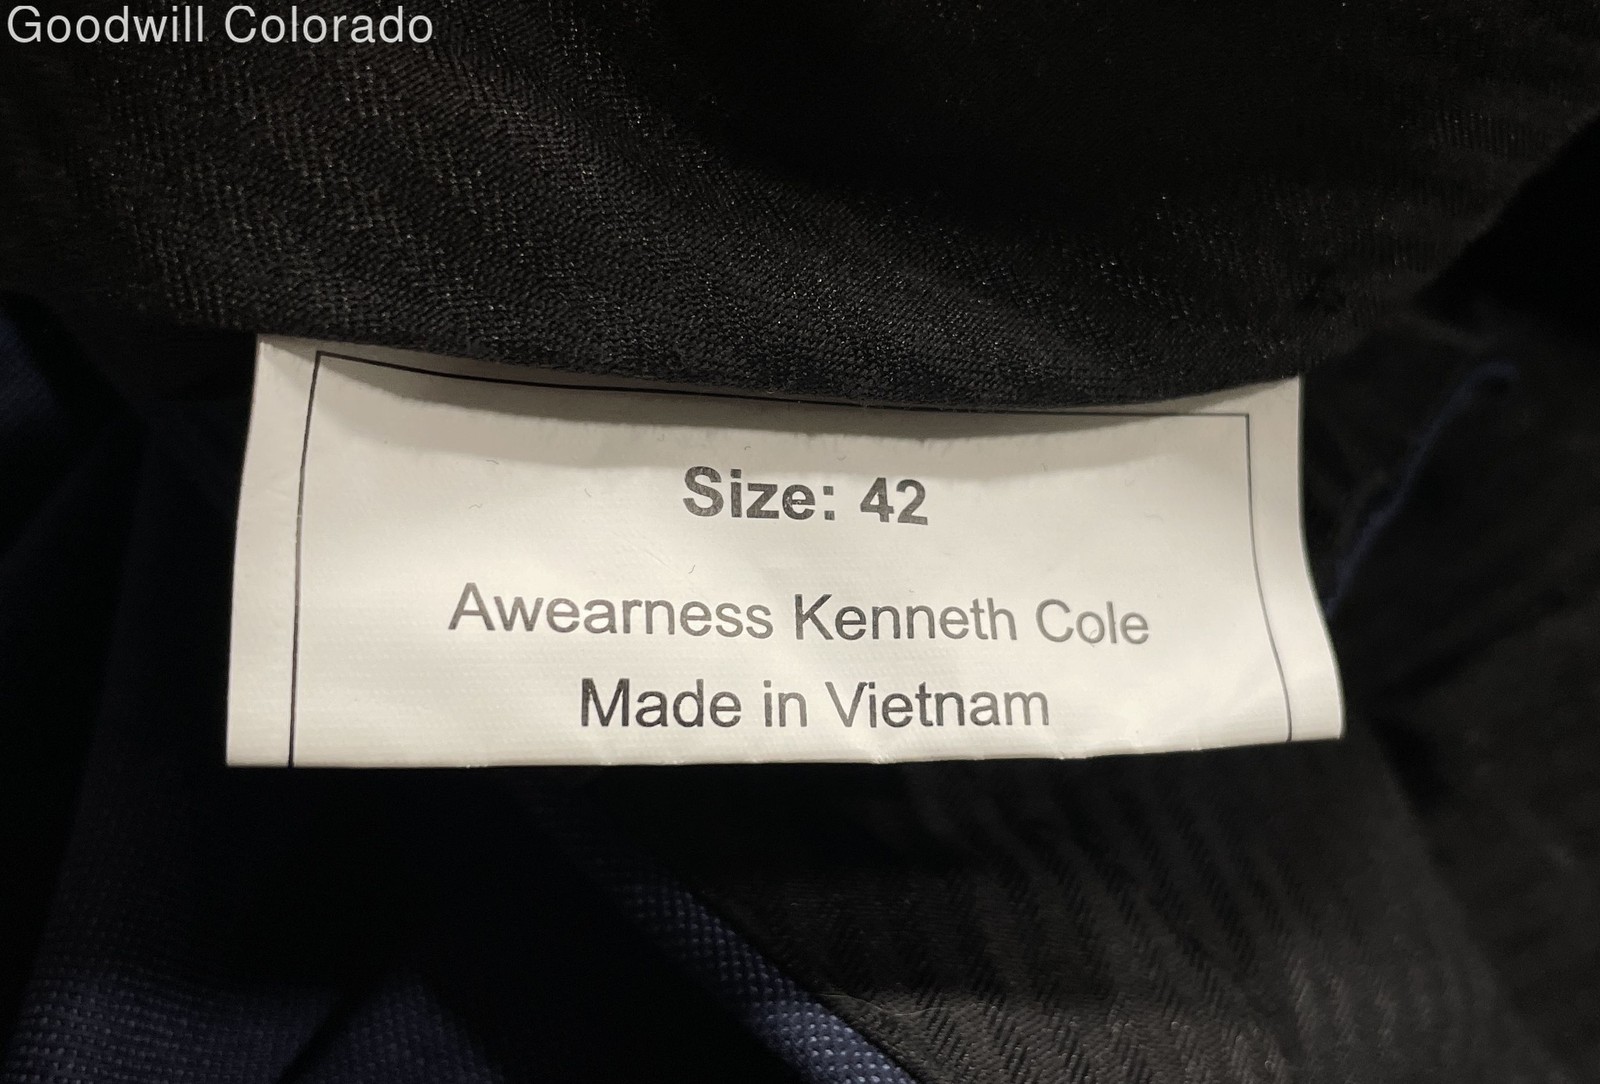 Goodwill Colorado
Size: 42
Awearness Kenneth Cole
Made in Vietnam